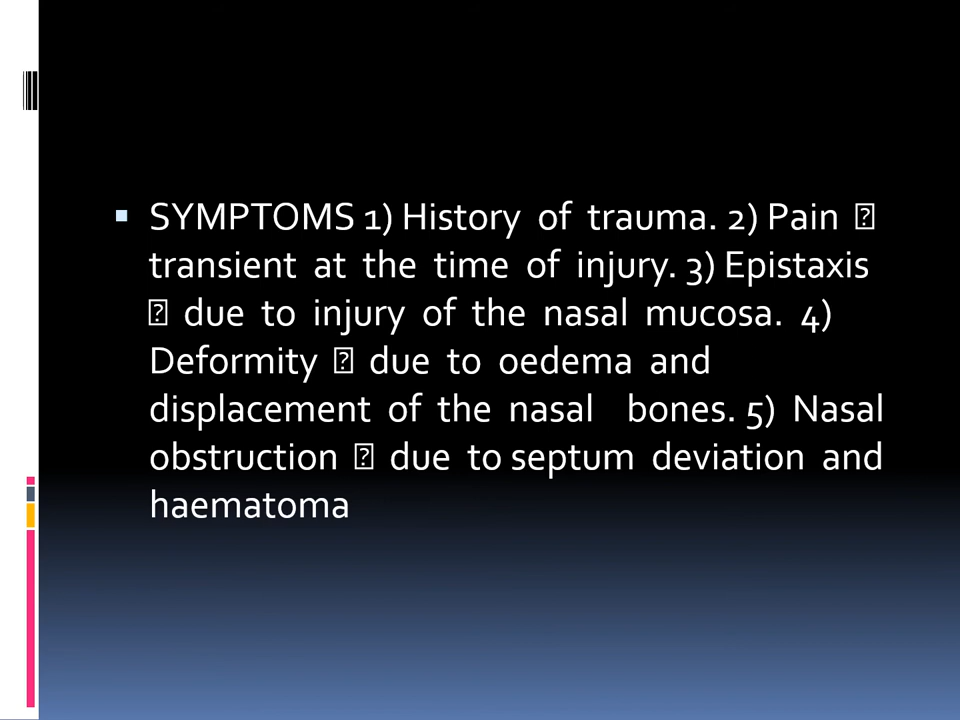 ▪ SYMPTOMS 1) History of trauma. 2) Pain �
transient at the time of injury. 3) Epistaxis
� due to injury of the nasal mucosa. 4)
Deformity � due to oedema and
displacement of the nasal bones. 5) Nasal
obstruction � due to septum deviation and
haematoma